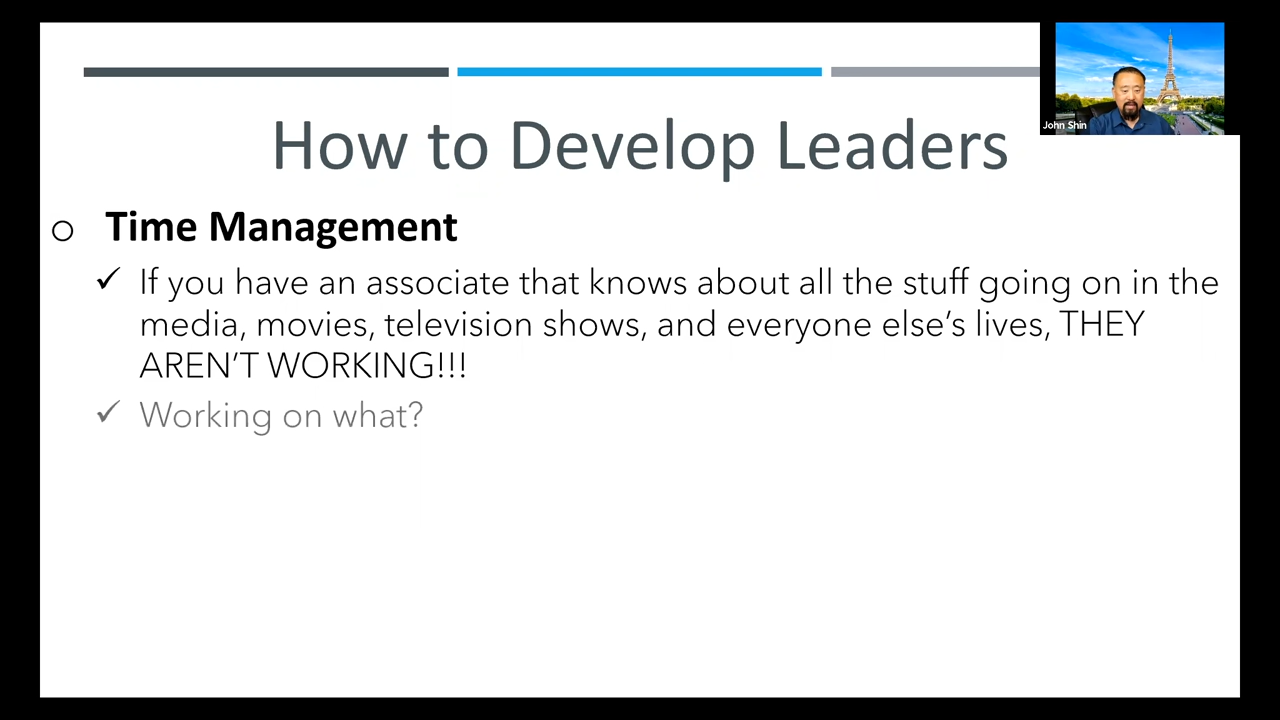 John Shin
How to Develop Leaders
o Time Management
✓ If you have an associate that knows about all the stuff going on in the
media, movies, television shows, and everyone else's lives, THEY
AREN'T WORKING!!!
✓ Working on what?